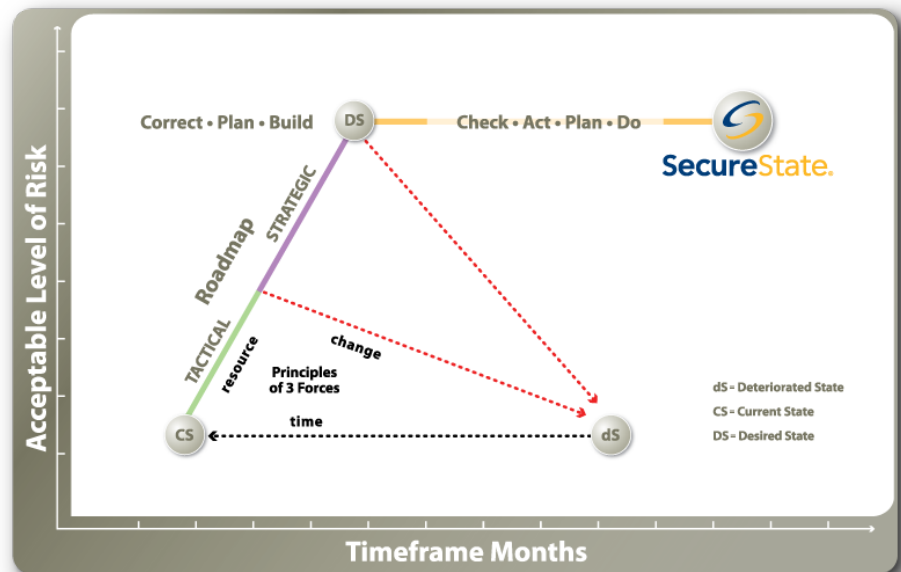 Acceptable Level of Risk
Correct • Plan • Build
DS
Check • Act • Plan • Do
SecureState®
Roadmap
STRATEGIC
TACTICAL
resource
change
Principles
of 3 Forces
time
CS
dS
dS= Deteriorated State
CS= Current State
DS= Desired State
Timeframe Months